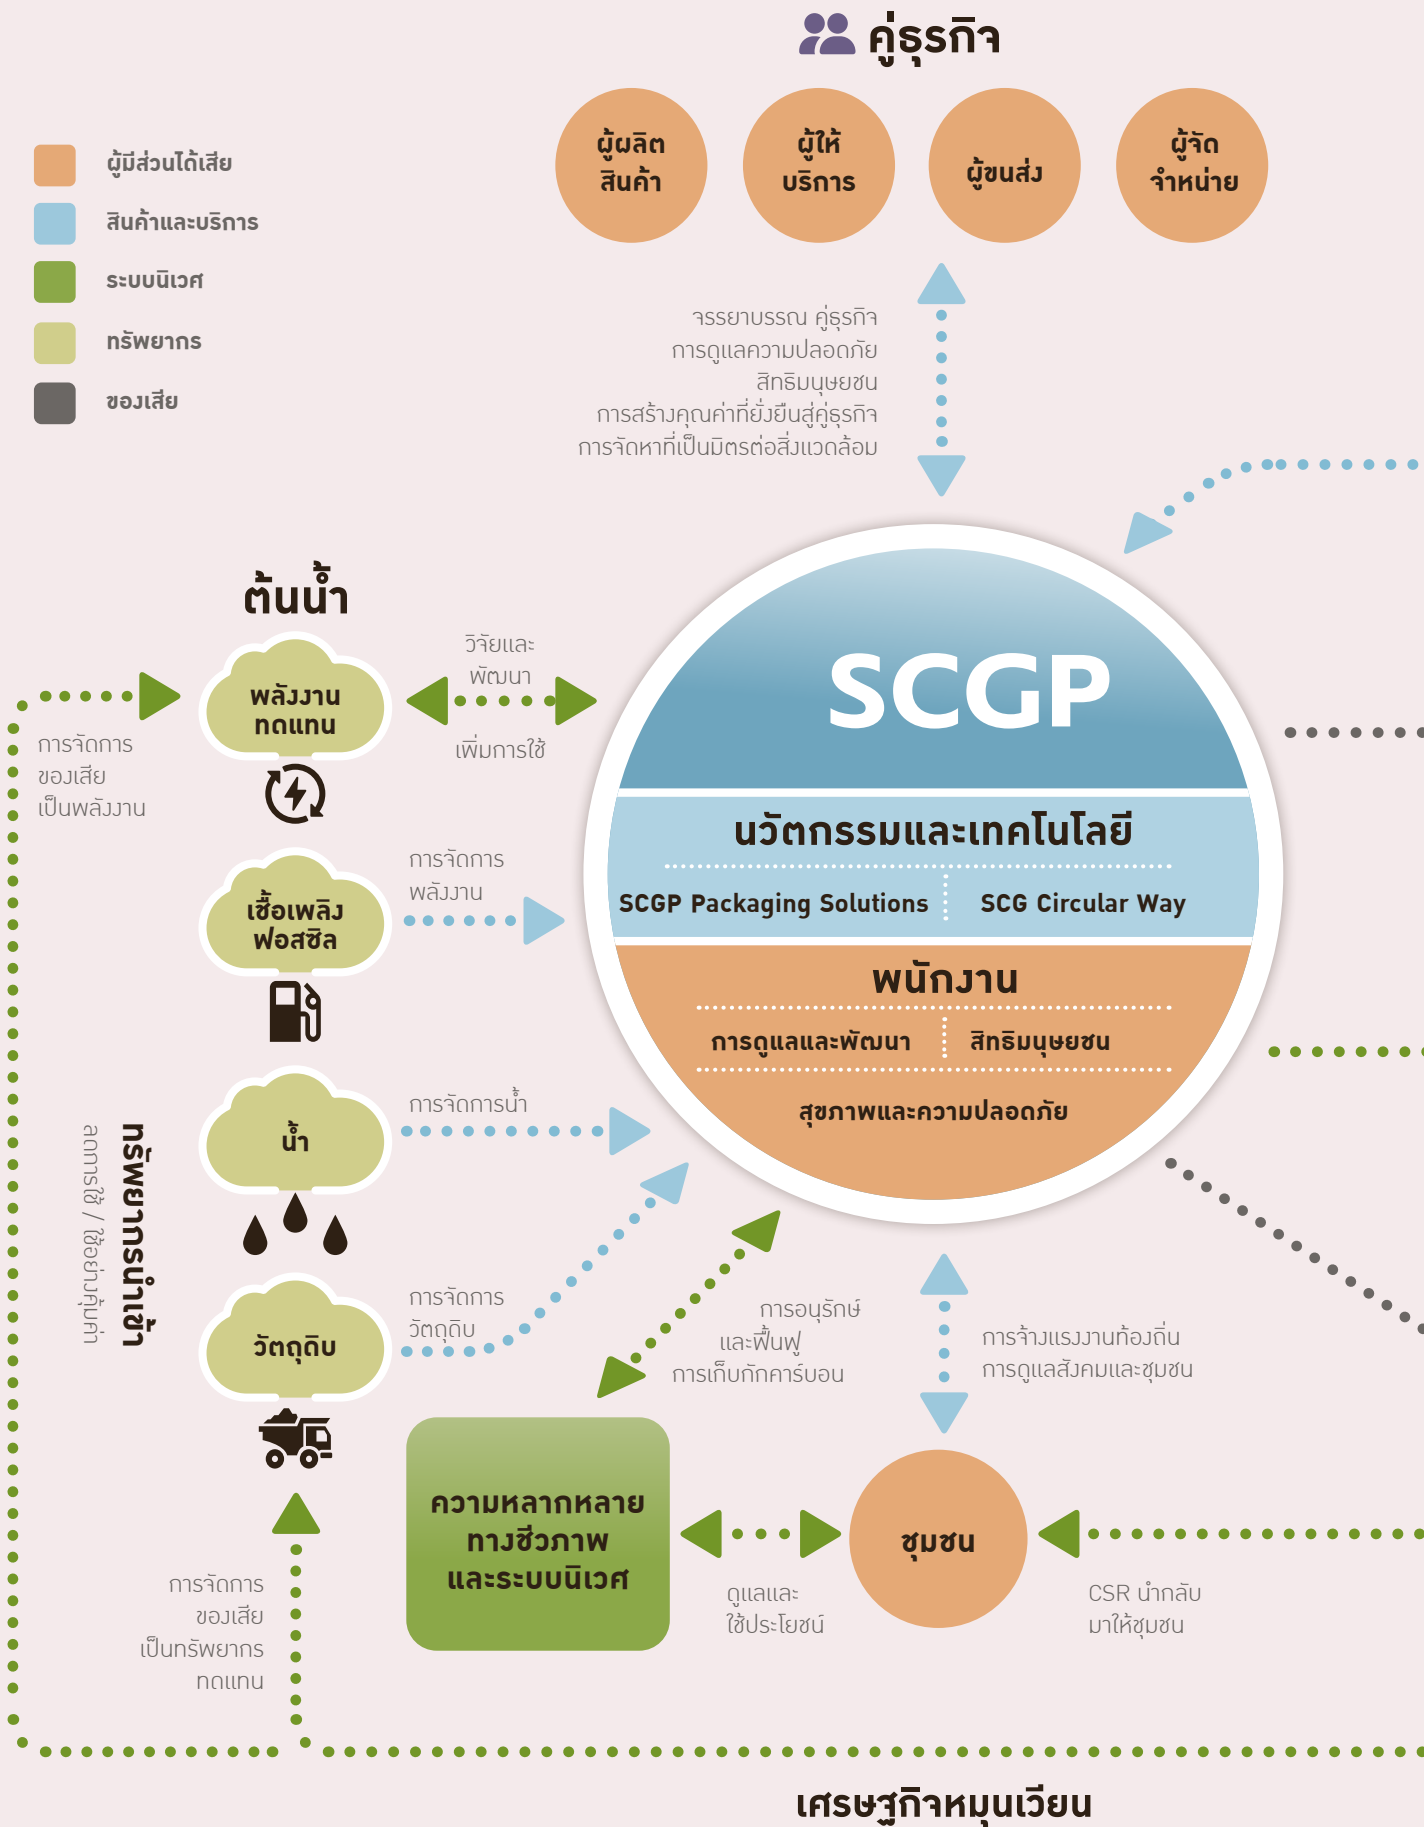 คู่ธุรกิจ
ผู้ผลิต
สินค้า
ผู้ให้
บริการ
ผู้ขนส่ง
ผู้จัด
จำหน่าย
ผู้มีส่วนได้เสีย
สินค้าและบริการ
ระบบนิเวศ
ทรัพยากร
ของเสีย
จรรยาบรรณ คู่ธุรกิจ
การดูแลความปลอดภัย
สิทธิมนุษยชน
การสร้างคุณค่าที่ยั่งยืนสู่คู่ธุรกิจ
การจัดหาที่เป็นมิตรต่อสิ่งแวดล้อม
ต้นน้ำ
พลังงาน
ทดแทน
วิจัยและ
พัฒนา
เพิ่มการใช้
การจัดการ
ของเสีย
เป็นพลังงาน
เชื้อเพลิง
ฟอสซิล
การจัดการ
พลังงาน
น้ำ
การจัดการน้ำ
วัตถุดิบ
การจัดการ
วัตถุดิบ
ทรัพยากรนำเข้า
ลดการใช้ / ใช้อย่างคุ้มค่า
SCGP
นวัตกรรมและเทคโนโลยี
SCGP Packaging Solutions
SCG Circular Way
พนักงาน
การดูแลและพัฒนา
สิทธิมนุษยชน
สุขภาพและความปลอดภัย
การอนุรักษ์
และฟื้นฟู
การเก็บกักคาร์บอน
การจ้างแรงงานท้องถิ่น
การดูแลสังคมและชุมชน
ความหลากหลาย
ทางชีวภาพ
และระบบนิเวศ
ดูแลและ
ใช้ประโยชน์
ชุมชน
CSR นำกลับ
มาให้ชุมชน
การจัดการ
ของเสีย
เป็นทรัพยากร
ทดแทน
เศรษฐกิจหมุนเวียน